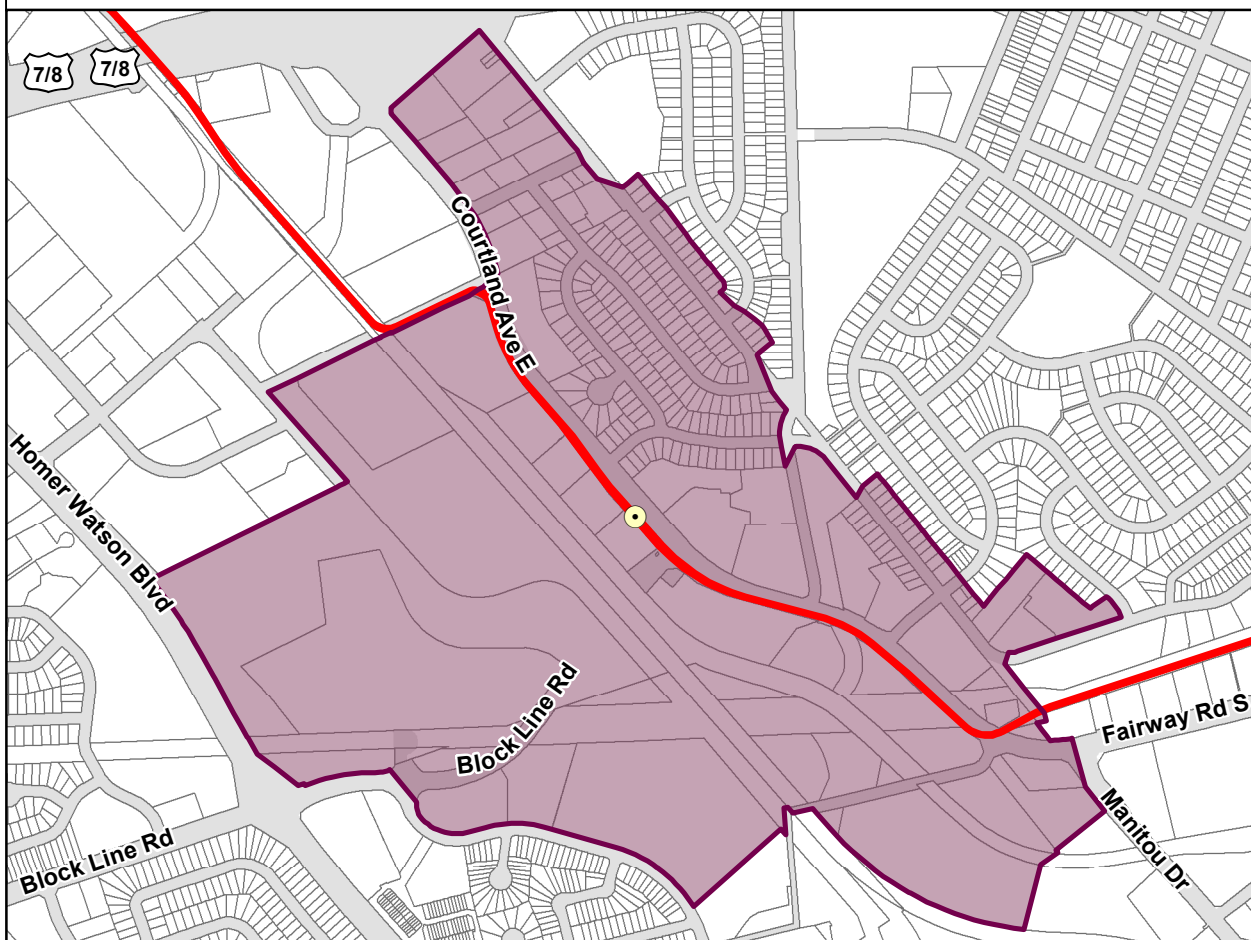 7/8
7/8
Courtland Ave E
Homer Watson Blvd
Block Line Rd
Fairway Rd S
Manitou Dr
Block Line Rd